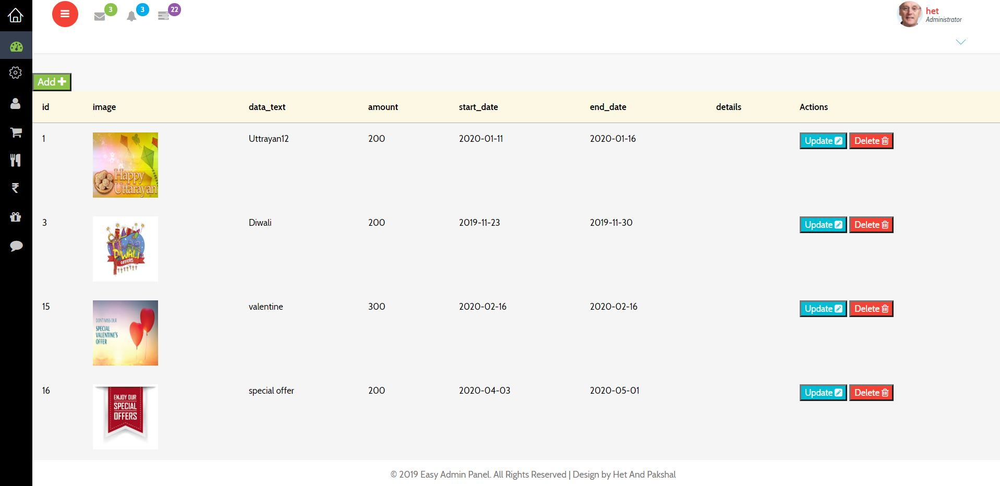 3 3 22
het
Administrator
Add
id image data_text amount start_date end_date details Actions
1 Uttrayan12 200 2020-01-11 2020-01-16 Update Delete
Happy
Uttarayan
3 Diwali 200 2019-11-23 2019-11-30 Update Delete
DIWALI
OFFERS
15 valentine 300 2020-02-16 2020-02-16 Update Delete
DON'T MISS OUR
SPECIAL
VALENTINE'S
OFFER
16 special offer 200 2020-04-03 2020-05-01 Update Delete
ENJOY OUR
SPECIAL
OFFERS
© 2019 Easy Admin Panel. All Rights Reserved | Design by Het And Pakshal